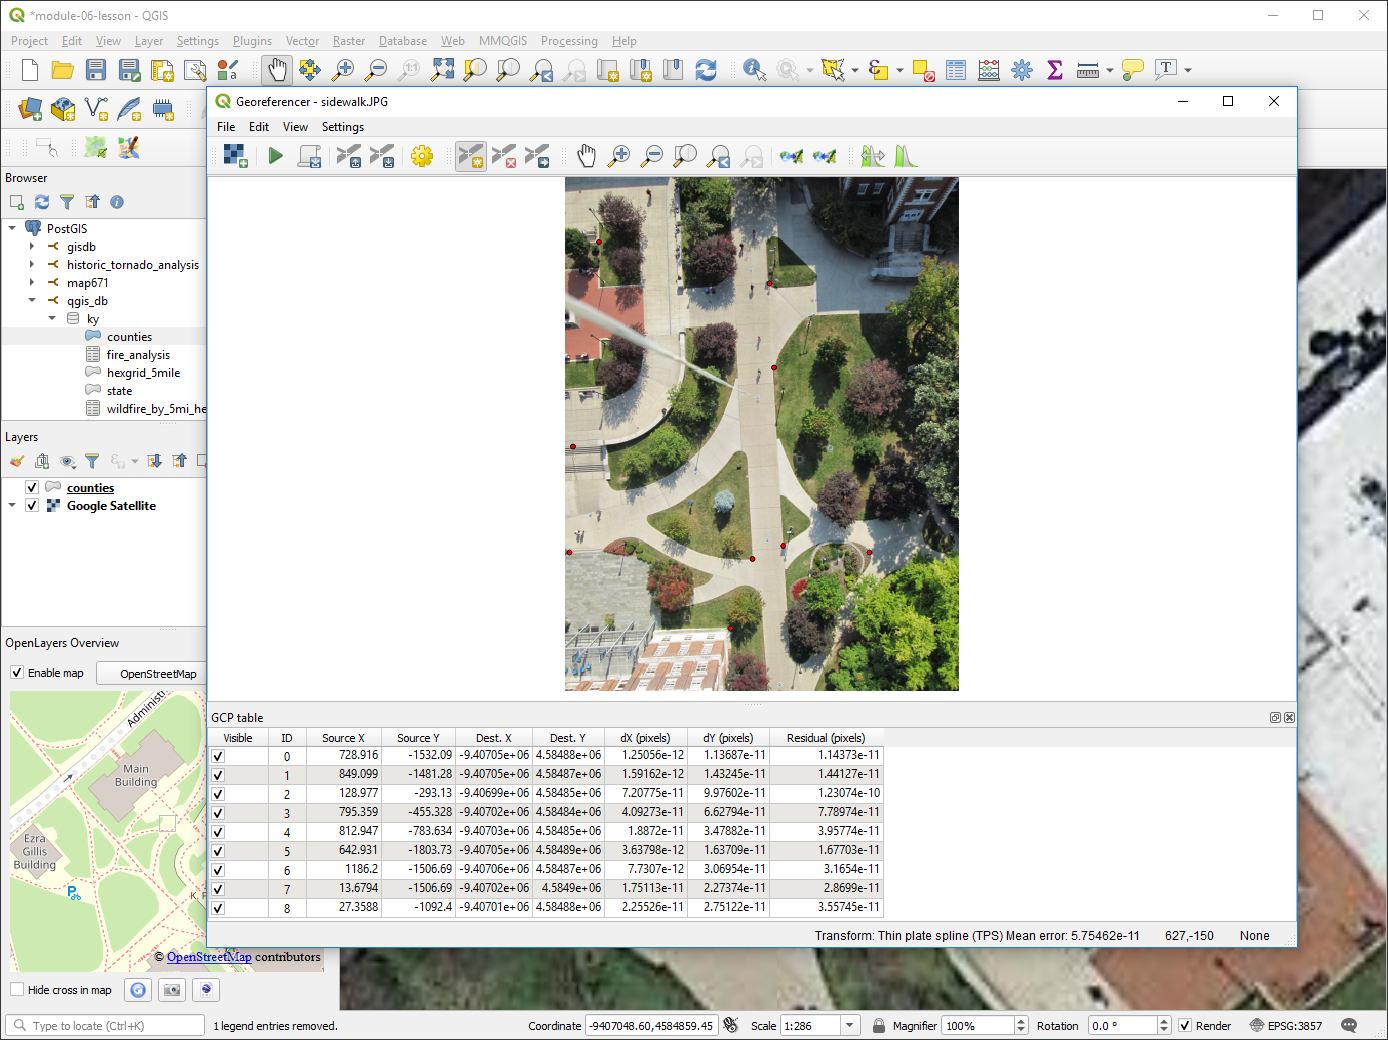 *module-06-lesson - QGIS
Project Edit View Layer Settings Plugins Vector Raster Database Web MMQGIS Processing Help
Georeferencer - sidewalk.JPG
File Edit View Settings
Browser
PostGIS
gisdb
historic_tornado_analysis
map671
qgis_db
ky
counties
fire_analysis
hexgrid_5mile
state
wildfire_by_5mi_he
Layers
counties
Google Satellite
OpenLayers Overview
Enable map
OpenStreetMap
Administ
Main
Building
Ezra
Gillis
Building
K. P
© OpenStreetMap contributors
Hide cross in map
GCP table
Visible ID Source X Source Y Dest. X Dest. Y dX (pixels) dY (pixels) Residual (pixels)
0 728.916 -1532.09 -9.40705e+06 4.58488e+06 1.25056e-12 1.13687e-11 1.14373e-11
1 849.099 -1481.28 -9.40705e+06 4.58487e+06 1.59162e-12 1.43245e-11 1.44127e-11
2 128.977 -293.13 -9.40699e+06 4.58485e+06 7.20775e-11 9.97602e-11 1.23074e-10
3 795.359 -455.328 -9.40702e+06 4.58484e+06 4.09273e-11 6.62794e-11 7.78974e-11
4 812.947 -783.634 -9.40703e+06 4.58485e+06 1.8872e-11 3.47882e-11 3.95774e-11
5 642.931 -1803.73 -9.40705e+06 4.58489e+06 3.63798e-12 1.63709e-11 1.67703e-11
6 1186.2 -1506.69 -9.40706e+06 4.58487e+06 7.7307e-12 3.06954e-11 3.1654e-11
7 13.6794 -1506.69 -9.40702e+06 4.5849e+06 1.75113e-11 2.27374e-11 2.8699e-11
8 27.3588 -1092.4 -9.40701e+06 4.58488e+06 2.25526e-11 2.75122e-11 3.55745e-11
Transform: Thin plate spline (TPS) Mean error: 5.75462e-11 627,-150 None
Type to locate (Ctrl+K) 1 legend entries removed. Coordinate -9407048.60,4584859.45 Scale 1:286 Magnifier 100% Rotation 0.0 ° Render EPSG:3857